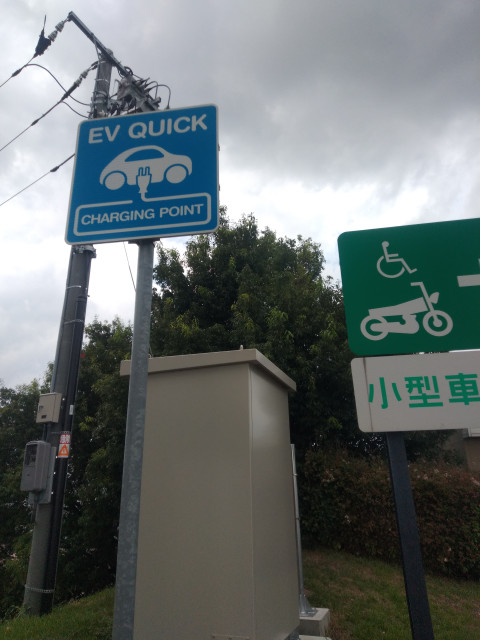 EV QUICK
CHARGING POINT
小型車